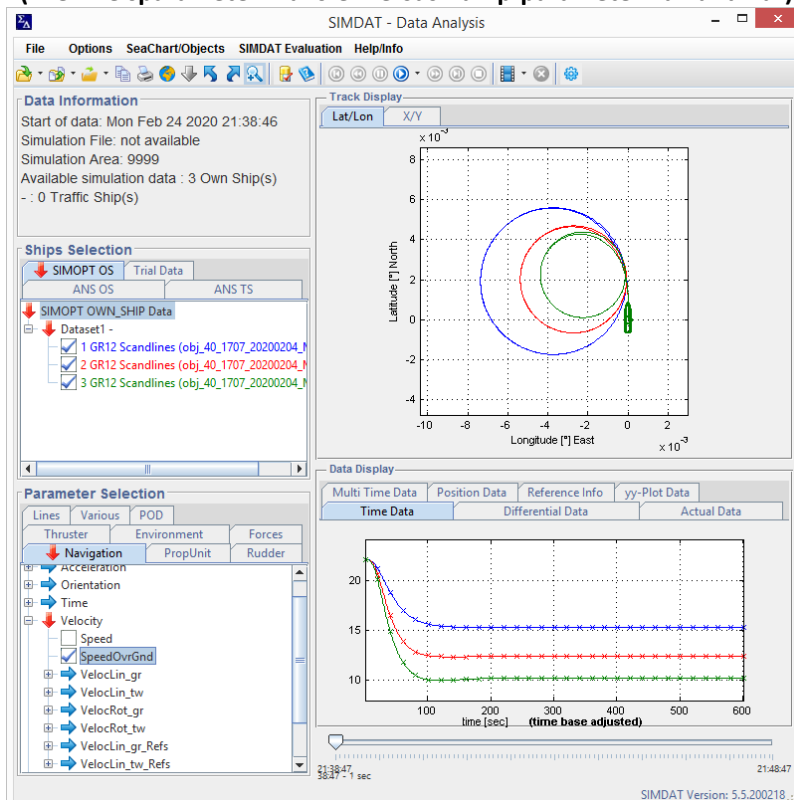 SIMDAT - Data Analysis
File Options SeaChart/Objects SIMDAT Evaluation Help/Info
Data Information
Start of data: Mon Feb 24 2020 21:38:46
Simulation File: not available
Simulation Area: 9999
Available simulation data : 3 Own Ship(s)
- : 0 Traffic Ship(s)
Ships Selection
SIMOPT OS Trial Data
ANS OS ANS TS
SIMOPT OWN_SHIP Data
Dataset1 -
1 GR12 Scandlines (obj_40_1707_20200204_N
2 GR12 Scandlines (obj_40_1707_20200204_N
3 GR12 Scandlines (obj_40_1707_20200204_N
Parameter Selection
Lines Various POD
Thruster Environment Forces
Navigation PropUnit Rudder
Acceleration
Orientation
Time
Velocity
Speed
SpeedOvrGnd
VelocLin_gr
VelocLin_tw
VelocRot_gr
VelocRot_tw
VelocLin_gr_Refs
VelocLin_tw_Refs
Track Display
Lat/Lon X/Y
x 10⁻³
8
6
4
2
0
-2
-4
Latitude [°] North
-10 -8 -6 -4 -2 0 2
Longitude [°] East
x 10⁻³
Data Display
Multi Time Data Position Data Reference Info yy-Plot Data
Time Data Differential Data Actual Data
20
15
10
100 200 300 400 500 600
time [sec] (time base adjusted)
21:38:47 21:48:47
38:47 - 1 sec
SIMDAT Version: 5.5.200218